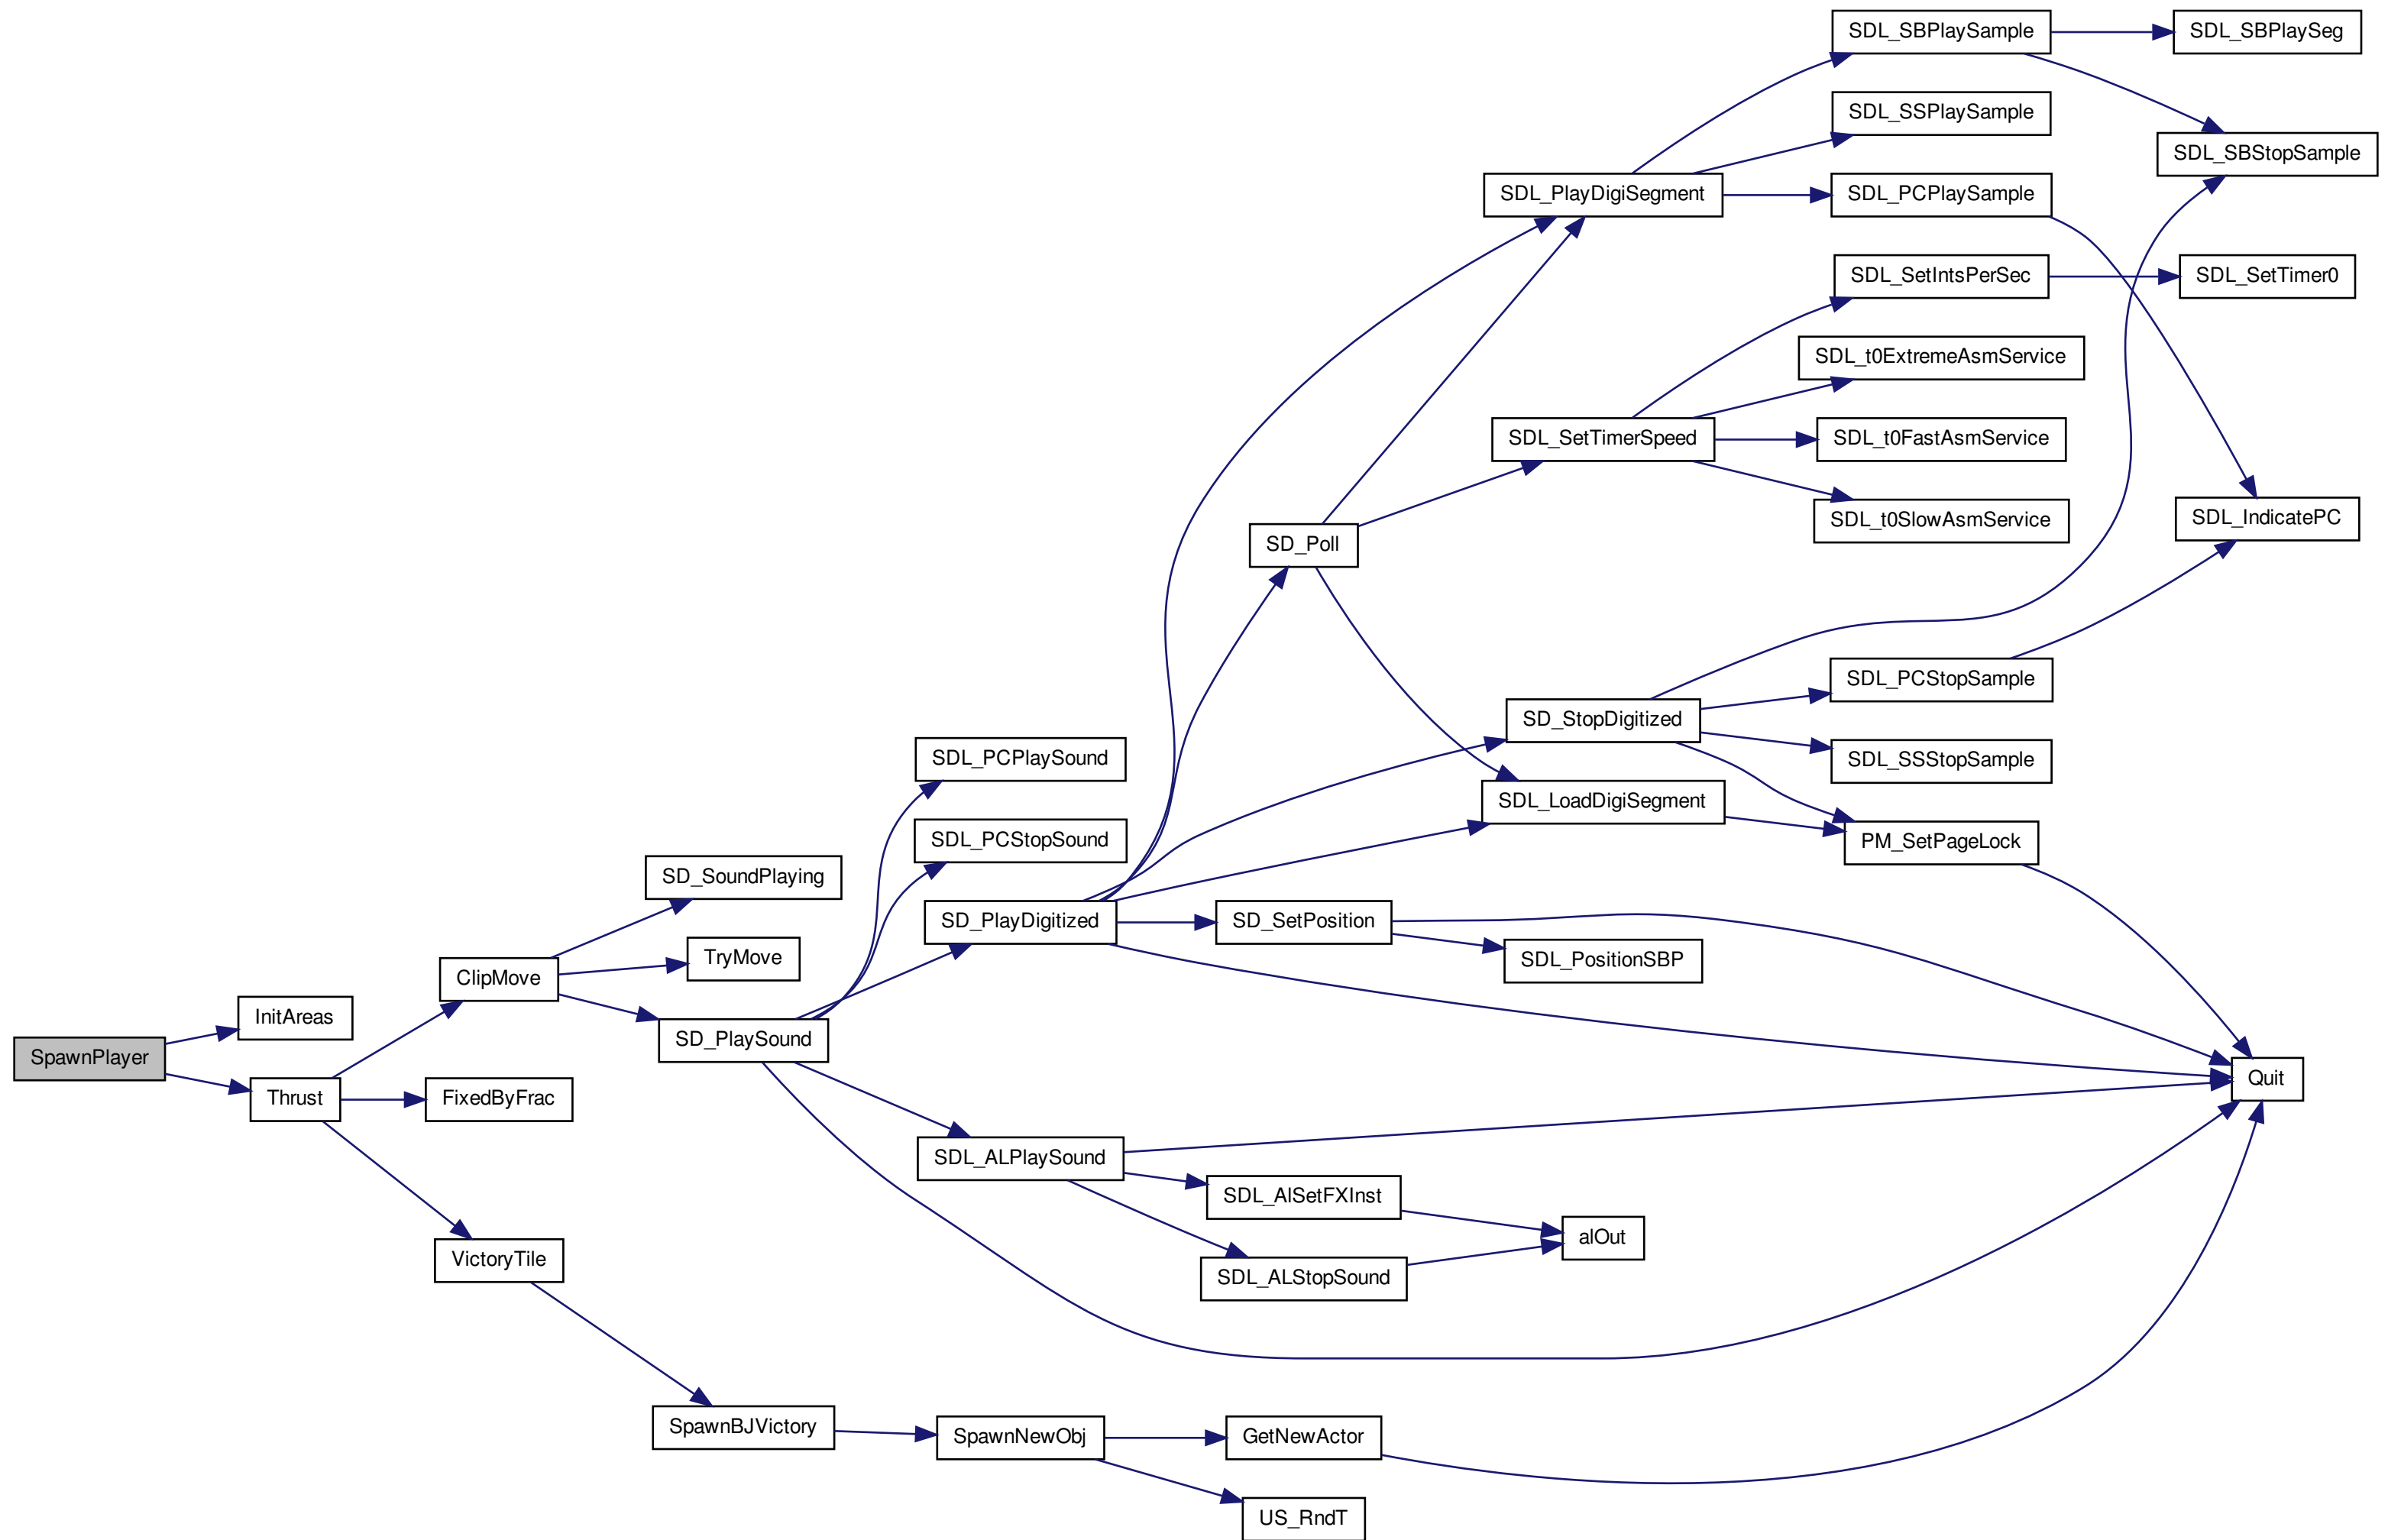 SDL_SBPlaySample
SDL_SBPlaySeg
SDL_SSPlaySample
SDL_SBStopSample
SDL_PlayDigiSegment
SDL_PCPlaySample
SDL_SetIntsPerSec
SDL_SetTimer0
SDL_t0ExtremeAsmService
SDL_SetTimerSpeed
SDL_t0FastAsmService
SDL_t0SlowAsmService
SDL_IndicatePC
SD_Poll
SDL_PCStopSample
SD_StopDigitized
SDL_SSStopSample
SDL_PCPlaySound
SDL_LoadDigiSegment
SDL_PCStopSound
PM_SetPageLock
SD_SoundPlaying
SD_PlayDigitized
SD_SetPosition
SDL_PositionSBP
TryMove
ClipMove
InitAreas
SD_PlaySound
SpawnPlayer
Quit
Thrust
FixedByFrac
SDL_ALPlaySound
SDL_AlSetFXInst
alOut
VictoryTile
SDL_ALStopSound
SpawnBJVictory
SpawnNewObj
GetNewActor
US_RndT